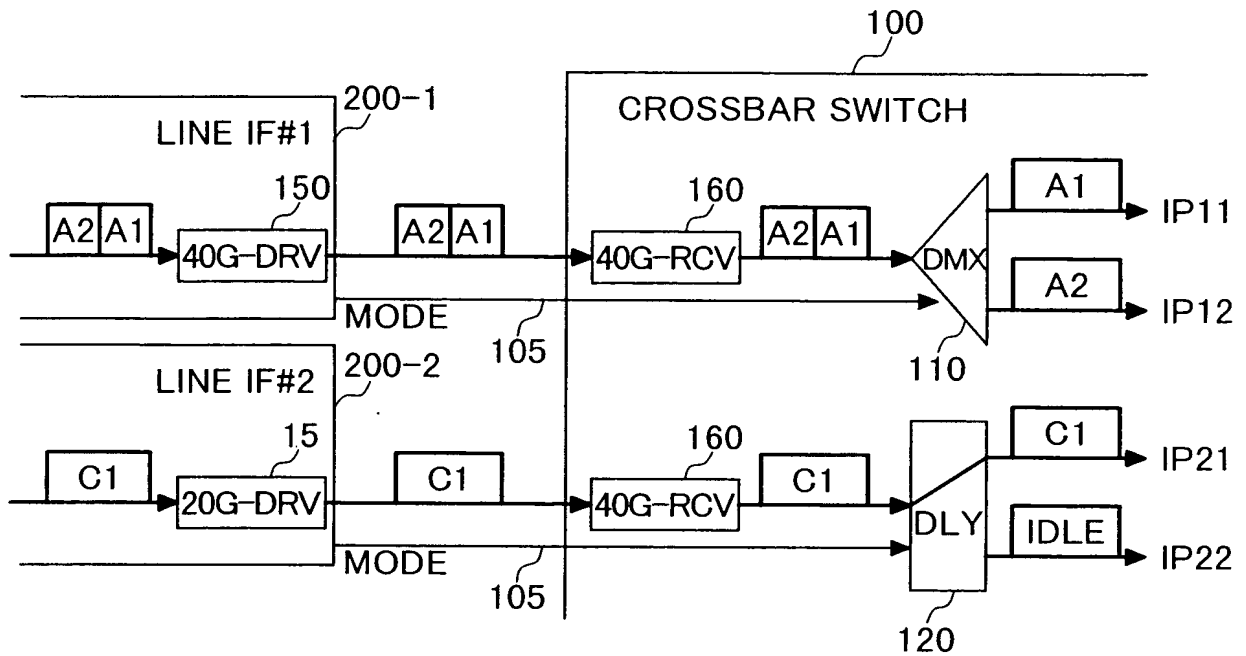 100
200-1
LINE IF#1
CROSSBAR SWITCH
150
160
A1
IP11
A2 A1
A2 A1
A2 A1
40G-DRV
40G-RCV
DMX
A2
IP12
MODE
105
110
200-2
LINE IF#2
15
160
C1
IP21
C1
C1
C1
20G-DRV
40G-RCV
DLY
IDLE
IP22
MODE
105
120